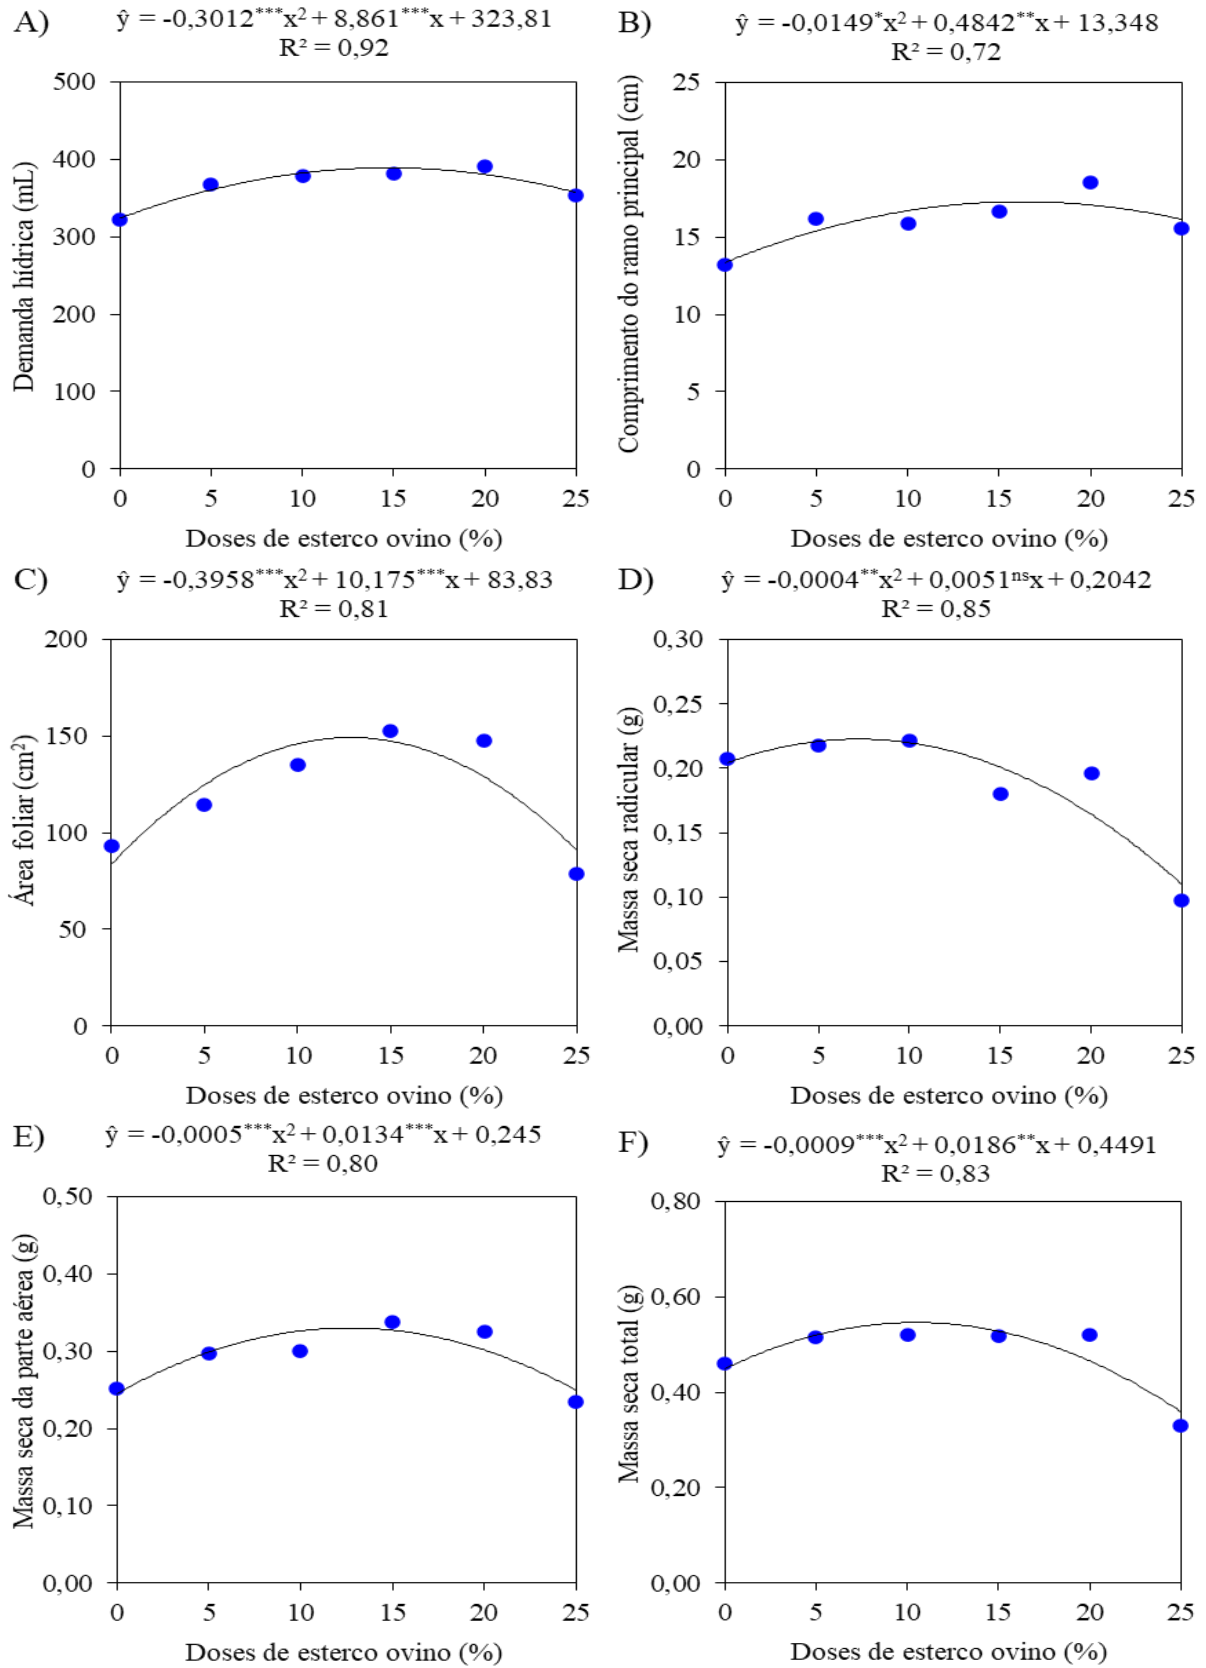 A) ŷ = -0,3012***x² + 8,861***x + 323,81
R² = 0,92
Demanda hídrica (mL)
500
400
300
200
100
0
0 5 10 15 20 25
Doses de esterco ovino (%)
B) ŷ = -0,0149*x² + 0,4842**x + 13,348
R² = 0,72
Comprimento do ramo principal (cm)
25
20
15
10
5
0
0 5 10 15 20 25
Doses de esterco ovino (%)
C) ŷ = -0,3958***x² + 10,175***x + 83,83
R² = 0,81
Área foliar (cm²)
200
150
100
50
0
0 5 10 15 20 25
Doses de esterco ovino (%)
D) ŷ = -0,0004**x² + 0,0051ⁿˢx + 0,2042
R² = 0,85
Massa seca radicular (g)
0,30
0,25
0,20
0,15
0,10
0,05
0,00
0 5 10 15 20 25
Doses de esterco ovino (%)
E) ŷ = -0,0005***x² + 0,0134***x + 0,245
R² = 0,80
Massa seca da parte aérea (g)
0,50
0,40
0,30
0,20
0,10
0,00
0 5 10 15 20 25
Doses de esterco ovino (%)
F) ŷ = -0,0009***x² + 0,0186**x + 0,4491
R² = 0,83
Massa seca total (g)
0,80
0,60
0,40
0,20
0,00
0 5 10 15 20 25
Doses de esterco ovino (%)